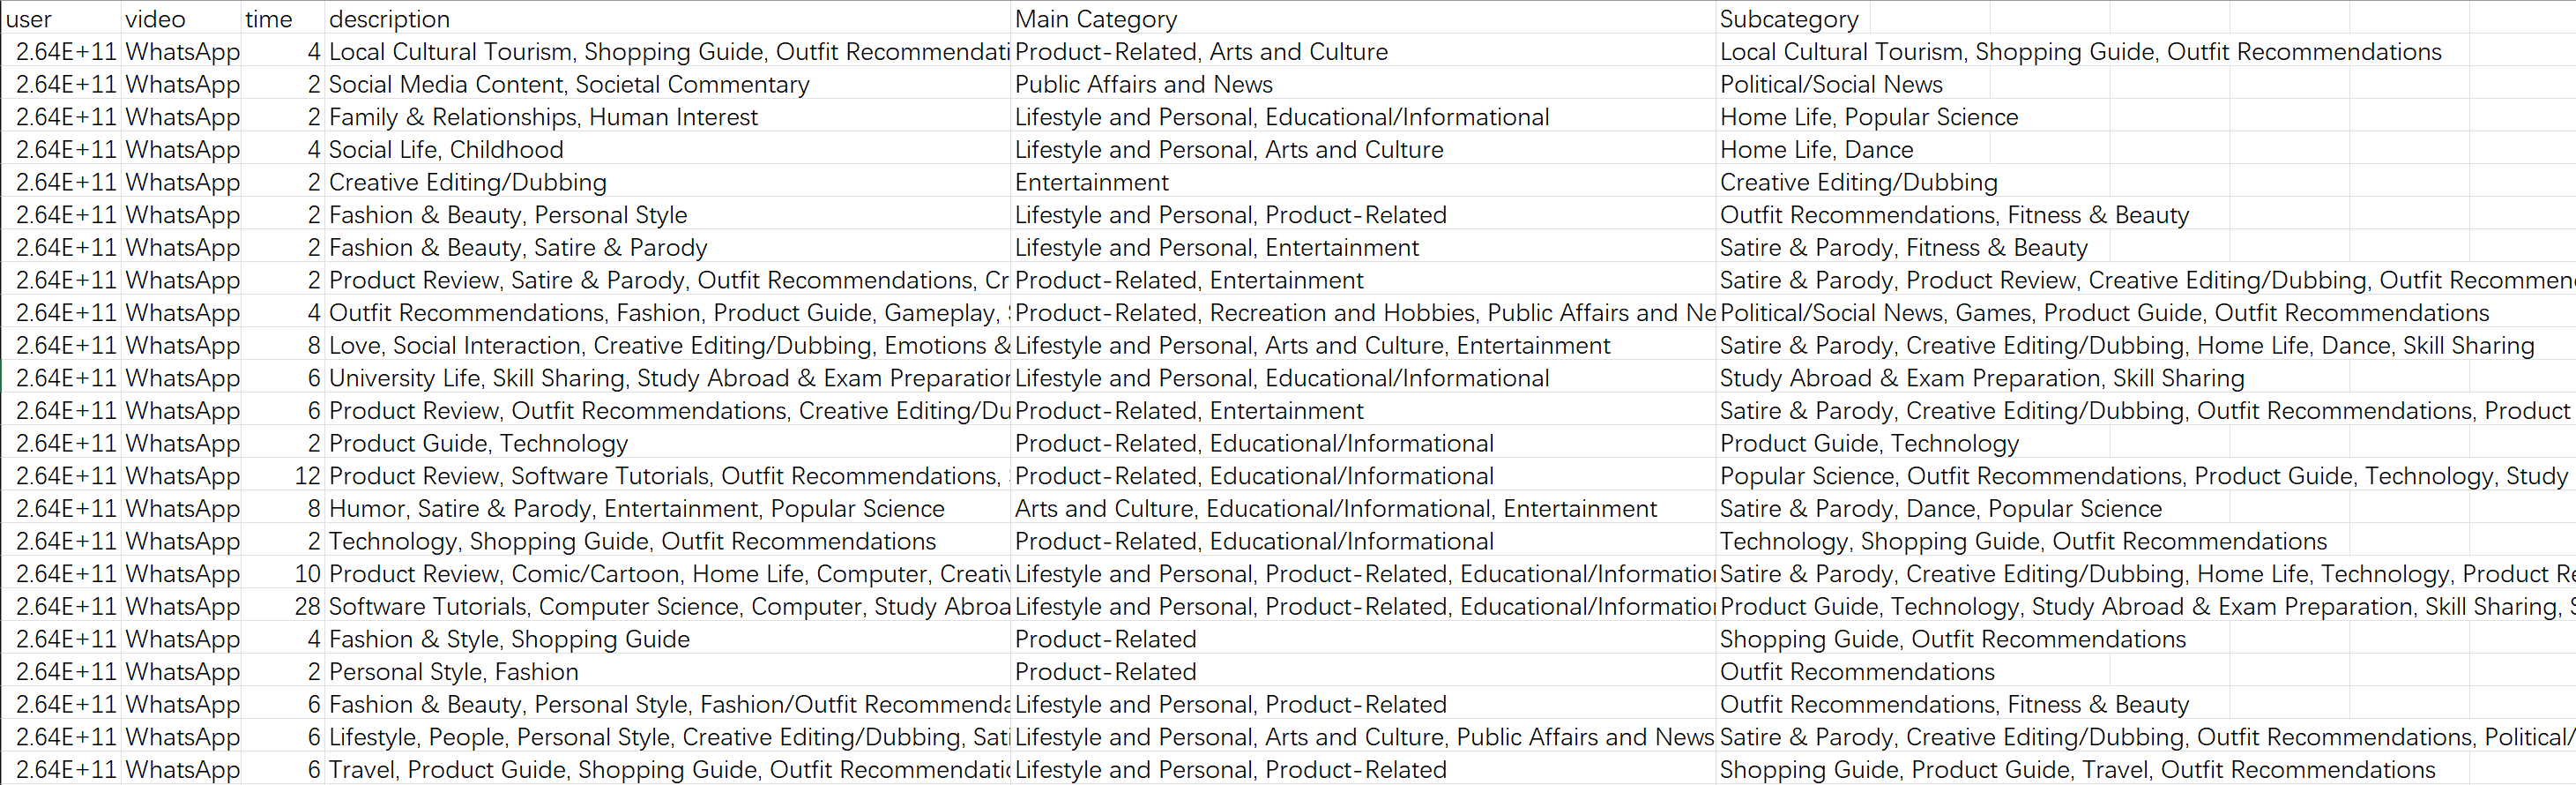 user video time description Main Category Subcategory
2.64E+11 WhatsApp 4 Local Cultural Tourism, Shopping Guide, Outfit Product-Related, Arts and Culture Local Cultural Tourism, Shopping Guide, Outfit Recommendations
2.64E+11 WhatsApp 2 Social Media Content, Societal Commentary Public Affairs and News Political/Social News
2.64E+11 WhatsApp 2 Family & Relationships, Human Interest Lifestyle and Personal, Educational/Informational Home Life, Popular Science
2.64E+11 WhatsApp 4 Social Life, Childhood Lifestyle and Personal, Arts and Culture Home Life, Dance
2.64E+11 WhatsApp 2 Creative Editing/Dubbing Entertainment Creative Editing/Dubbing
2.64E+11 WhatsApp 2 Fashion & Beauty, Personal Style Lifestyle and Personal, Product-Related Outfit Recommendations, Fitness & Beauty
2.64E+11 WhatsApp 2 Fashion & Beauty, Satire & Parody Lifestyle and Personal, Entertainment Satire & Parody, Fitness & Beauty
2.64E+11 WhatsApp 2 Product Review, Satire & Parody, Outfit Recommendations, Product-Related, Entertainment Satire & Parody, Product Review, Creative Editing/Dubbing, Outfit
2.64E+11 WhatsApp 4 Outfit Recommendations, Fashion, Product Guide, Gameplay, Product-Related, Recreation and Hobbies, Public Affairs and Political/Social News, Games, Product Guide, Outfit Recommendations
2.64E+11 WhatsApp 8 Love, Social Interaction, Creative Editing/Dubbing, Emotions & Lifestyle and Personal, Arts and Culture, Entertainment Satire & Parody, Creative Editing/Dubbing, Home Life, Dance, Skill Sharing
2.64E+11 WhatsApp 6 University Life, Skill Sharing, Study Abroad & Exam Preparation Lifestyle and Personal, Educational/Informational Study Abroad & Exam Preparation, Skill Sharing
2.64E+11 WhatsApp 6 Product Review, Outfit Recommendations, Creative Product-Related, Entertainment Satire & Parody, Creative Editing/Dubbing, Outfit Recommendations, Product
2.64E+11 WhatsApp 2 Product Guide, Technology Product-Related, Educational/Informational Product Guide, Technology
2.64E+11 WhatsApp 12 Product Review, Software Tutorials, Outfit Recommendations, Product-Related, Educational/Informational Popular Science, Outfit Recommendations, Product Guide, Technology, Study
2.64E+11 WhatsApp 8 Humor, Satire & Parody, Entertainment, Popular Science Arts and Culture, Educational/Informational, Entertainment Satire & Parody, Dance, Popular Science
2.64E+11 WhatsApp 2 Technology, Shopping Guide, Outfit Recommendations Product-Related, Educational/Informational Technology, Shopping Guide, Outfit Recommendations
2.64E+11 WhatsApp 10 Product Review, Comic/Cartoon, Home Life, Computer, Lifestyle and Personal, Product-Related, Satire & Parody, Creative Editing/Dubbing, Home Life, Technology, Product
2.64E+11 WhatsApp 28 Software Tutorials, Computer Science, Computer, Study Lifestyle and Personal, Product-Related, Product Guide, Technology, Study Abroad & Exam Preparation, Skill Sharing,
2.64E+11 WhatsApp 4 Fashion & Style, Shopping Guide Product-Related Shopping Guide, Outfit Recommendations
2.64E+11 WhatsApp 2 Personal Style, Fashion Product-Related Outfit Recommendations
2.64E+11 WhatsApp 6 Fashion & Beauty, Personal Style, Lifestyle and Personal, Product-Related Outfit Recommendations, Fitness & Beauty
2.64E+11 WhatsApp 6 Lifestyle, People, Personal Style, Creative Editing/Dubbing, Lifestyle and Personal, Arts and Culture, Public Affairs and News Satire & Parody, Creative Editing/Dubbing, Outfit Recommendations, Political/
2.64E+11 WhatsApp 6 Travel, Product Guide, Shopping Guide, Outfit Lifestyle and Personal, Product-Related Shopping Guide, Product Guide, Travel, Outfit Recommendations